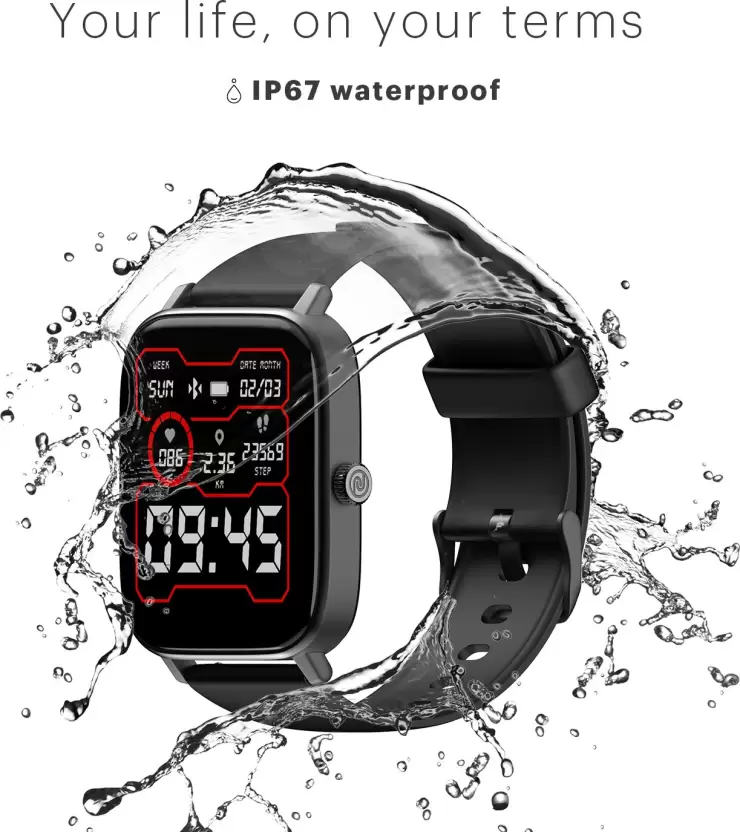 Your life, on your terms
IP67 waterproof
WEEK
DATE MONTH
SUN
02/03
086
2.36
23569
KM
STEP
09:45